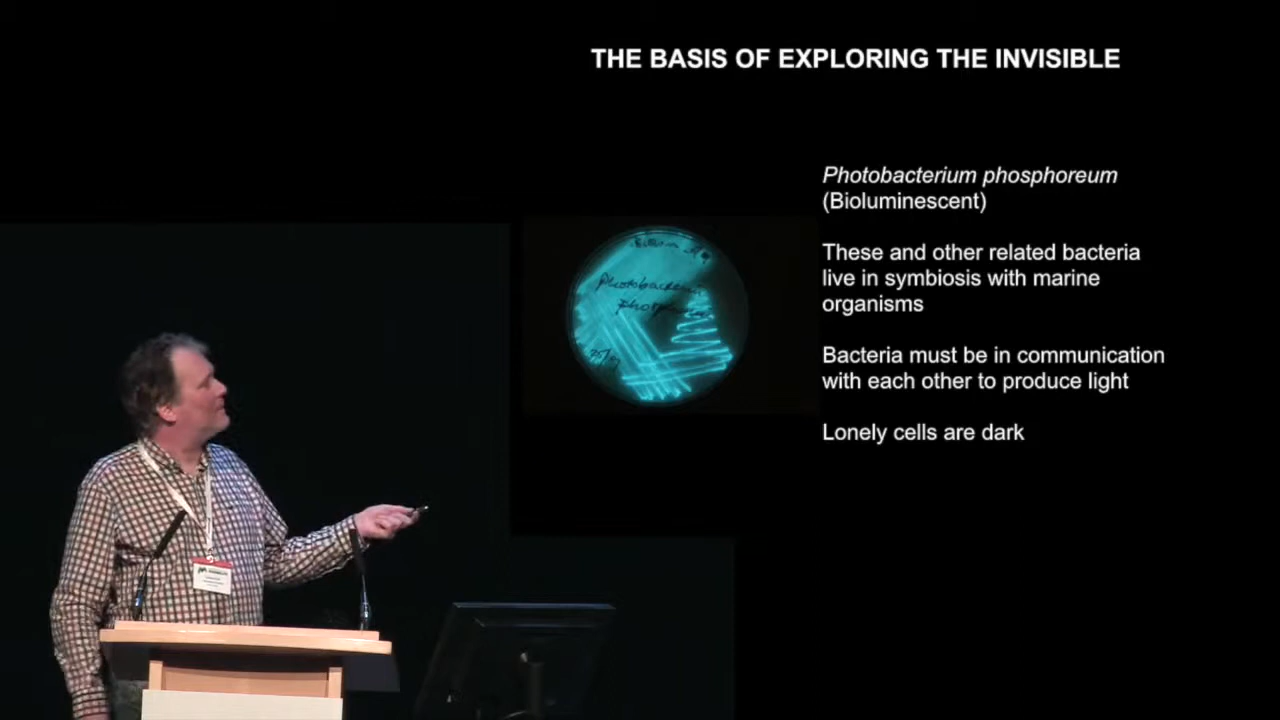 THE BASIS OF EXPLORING THE INVISIBLE
Photobacterium phosphoreum
(Bioluminescent)
These and other related bacteria
live in symbiosis with marine
organisms
Bacteria must be in communication
with each other to produce light
Lonely cells are dark